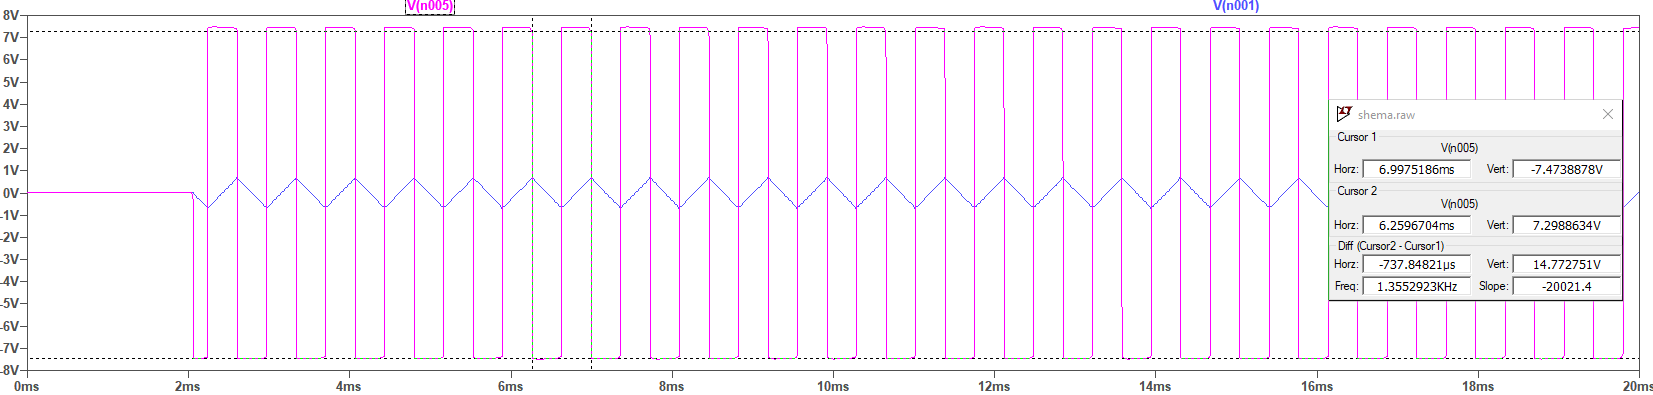 V(n005) V(n001)
8V
7V
6V
5V
4V
3V
2V
1V
0V
-1V
-2V
-3V
-4V
-5V
-6V
-7V
-8V
0ms 2ms 4ms 6ms 8ms 10ms 12ms 14ms 16ms 18ms 20ms
shema.raw
Cursor 1
V(n005)
Horz: 6.9975186ms Vert: -7.4738878V
Cursor 2
V(n005)
Horz: 6.2596704ms Vert: 7.2988634V
Diff (Cursor2 - Cursor1)
Horz: -737.84821µs Vert: 14.772751V
Freq: 1.3552923KHz Slope: -20021.4